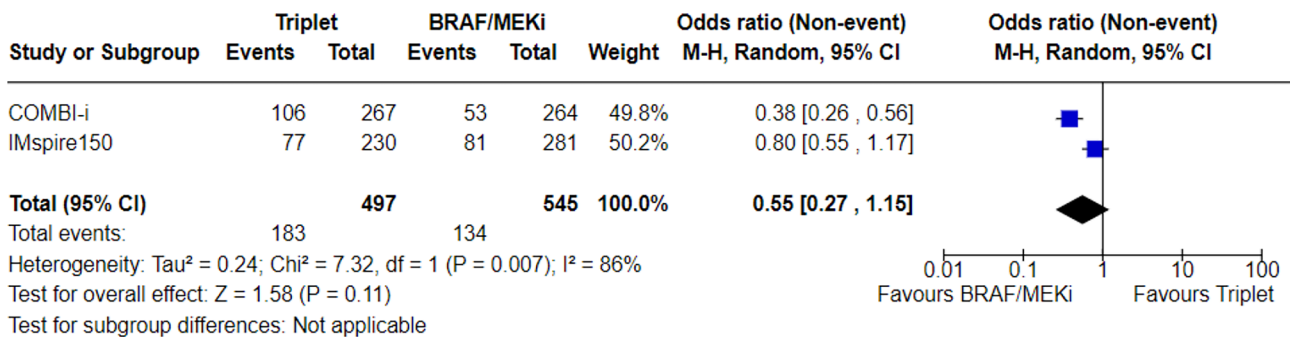 Triplet BRAF/MEKi Odds ratio (Non-event) Odds ratio (Non-event)
Study or Subgroup Events Total Events Total Weight M-H, Random, 95% CI M-H, Random, 95% CI
COMBI-i 106 267 53 264 49.8% 0.38 [0.26 , 0.56]
IMspire150 77 230 81 281 50.2% 0.80 [0.55 , 1.17]
Total (95% CI) 497 545 100.0% 0.55 [0.27 , 1.15]
Total events: 183 134
Heterogeneity: Tau² = 0.24; Chi² = 7.32, df = 1 (P = 0.007); I² = 86%
0.01 0.1 1 10 100
Test for overall effect: Z = 1.58 (P = 0.11)
Favours BRAF/MEKi Favours Triplet
Test for subgroup differences: Not applicable